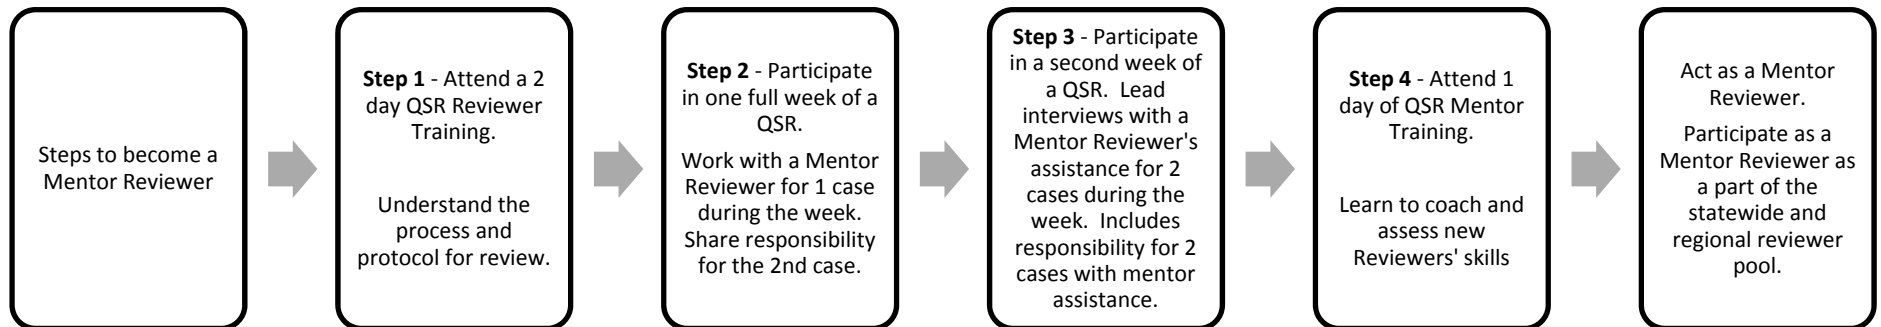 Steps to become a
Mentor Reviewer
Step 1 - Attend a 2
day QSR Reviewer
Training.
Understand the
process and
protocol for review.
Step 2 - Participate
in one full week of a
QSR.
Work with a Mentor
Reviewer for 1 case
during the week.
Share responsibility
for the 2nd case.
Step 3 - Participate
in a second week of
a QSR. Lead
interviews with a
Mentor Reviewer's
assistance for 2
cases during the
week. Includes
responsibility for 2
cases with mentor
assistance.
Step 4 - Attend 1
day of QSR Mentor
Training.
Learn to coach and
assess new
Reviewers' skills
Act as a Mentor
Reviewer.
Participate as a
Mentor Reviewer as
a part of the
statewide and
regional reviewer
pool.